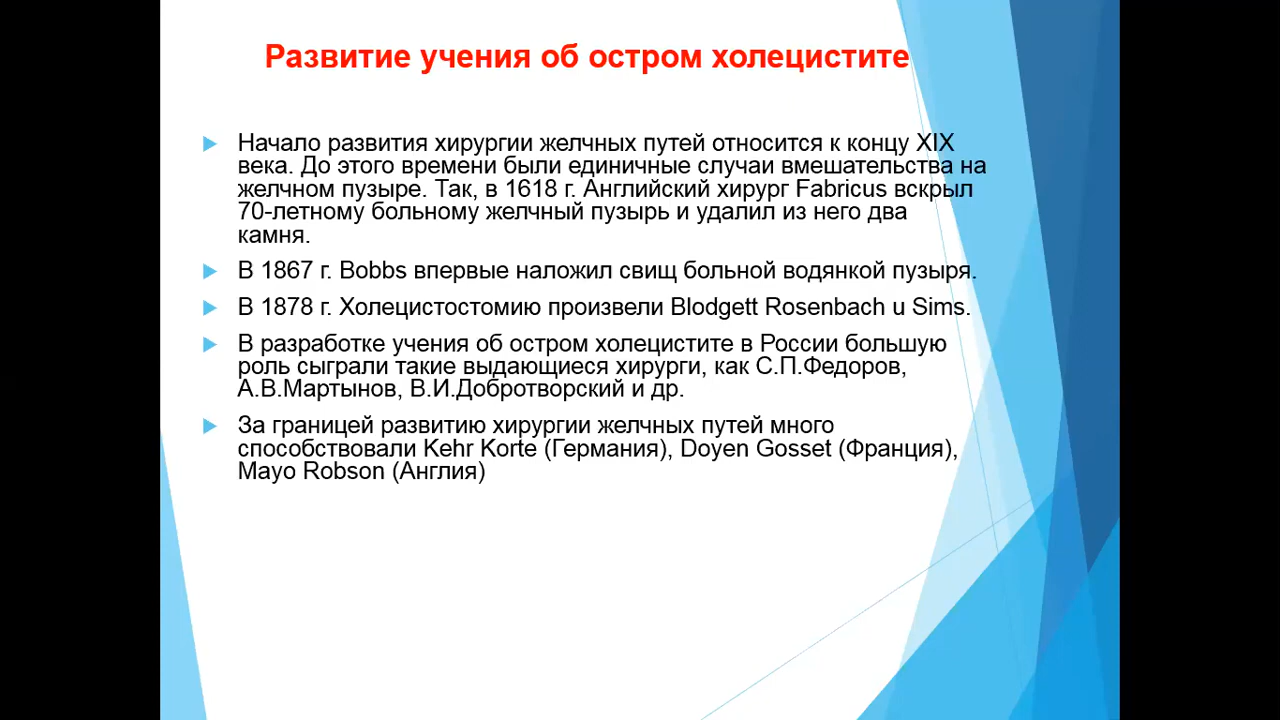 Развитие учения об остром холецистите
Начало развития хирургии желчных путей относится к концу XIX
века. До этого времени были единичные случаи вмешательства на
желчном пузыре. Так, в 1618 г. Английский хирург Fabricus вскрыл
70-летному больному желчный пузырь и удалил из него два
камня.
В 1867 г. Bobbs впервые наложил свищ больной водянкой пузыря.
В 1878 г. Холецистостомию произвели Blodgett Rosenbach u Sims.
В разработке учения об остром холецистите в России большую
роль сыграли такие выдающиеся хирурги, как С.П.Федоров,
А.В.Мартынов, В.И.Добротворский и др.
За границей развитию хирургии желчных путей много
способствовали Kehr Korte (Германия), Doyen Gosset (Франция),
Mayo Robson (Англия)